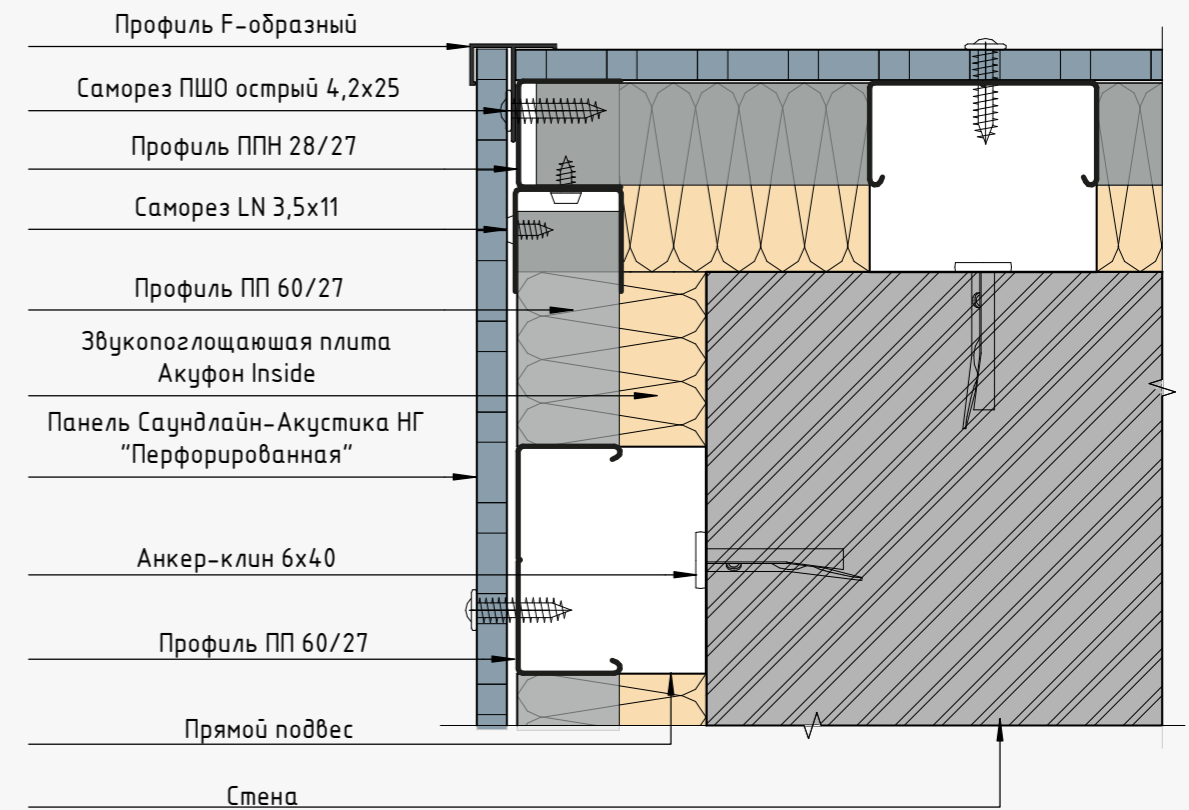 Профиль F-образный
Саморез ПШО острый 4,2х25
Профиль ППН 28/27
Саморез LN 3,5х11
Профиль ПП 60/27
Звукопоглощаюшая плита
Акуфон Inside
Панель Саундлайн-Акустика НГ
"Перфорированная"
Анкер-клин 6х40
Профиль ПП 60/27
Прямой подвес
Стена